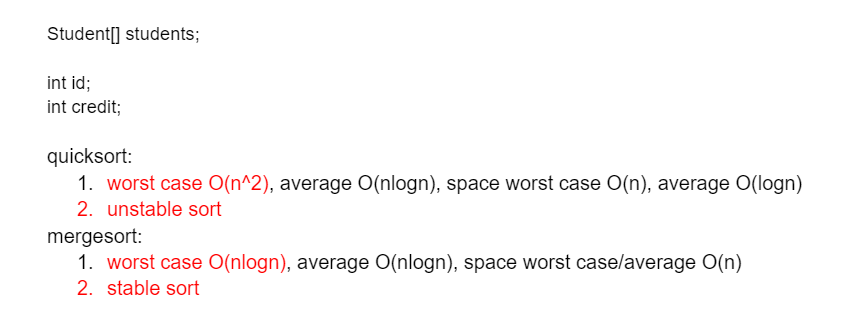 Student[] students;
int id;
int credit;
quicksort:
1. worst case O(n^2), average O(nlogn), space worst case O(n), average O(logn)
2. unstable sort
mergesort:
1. worst case O(nlogn), average O(nlogn), space worst case/average O(n)
2. stable sort